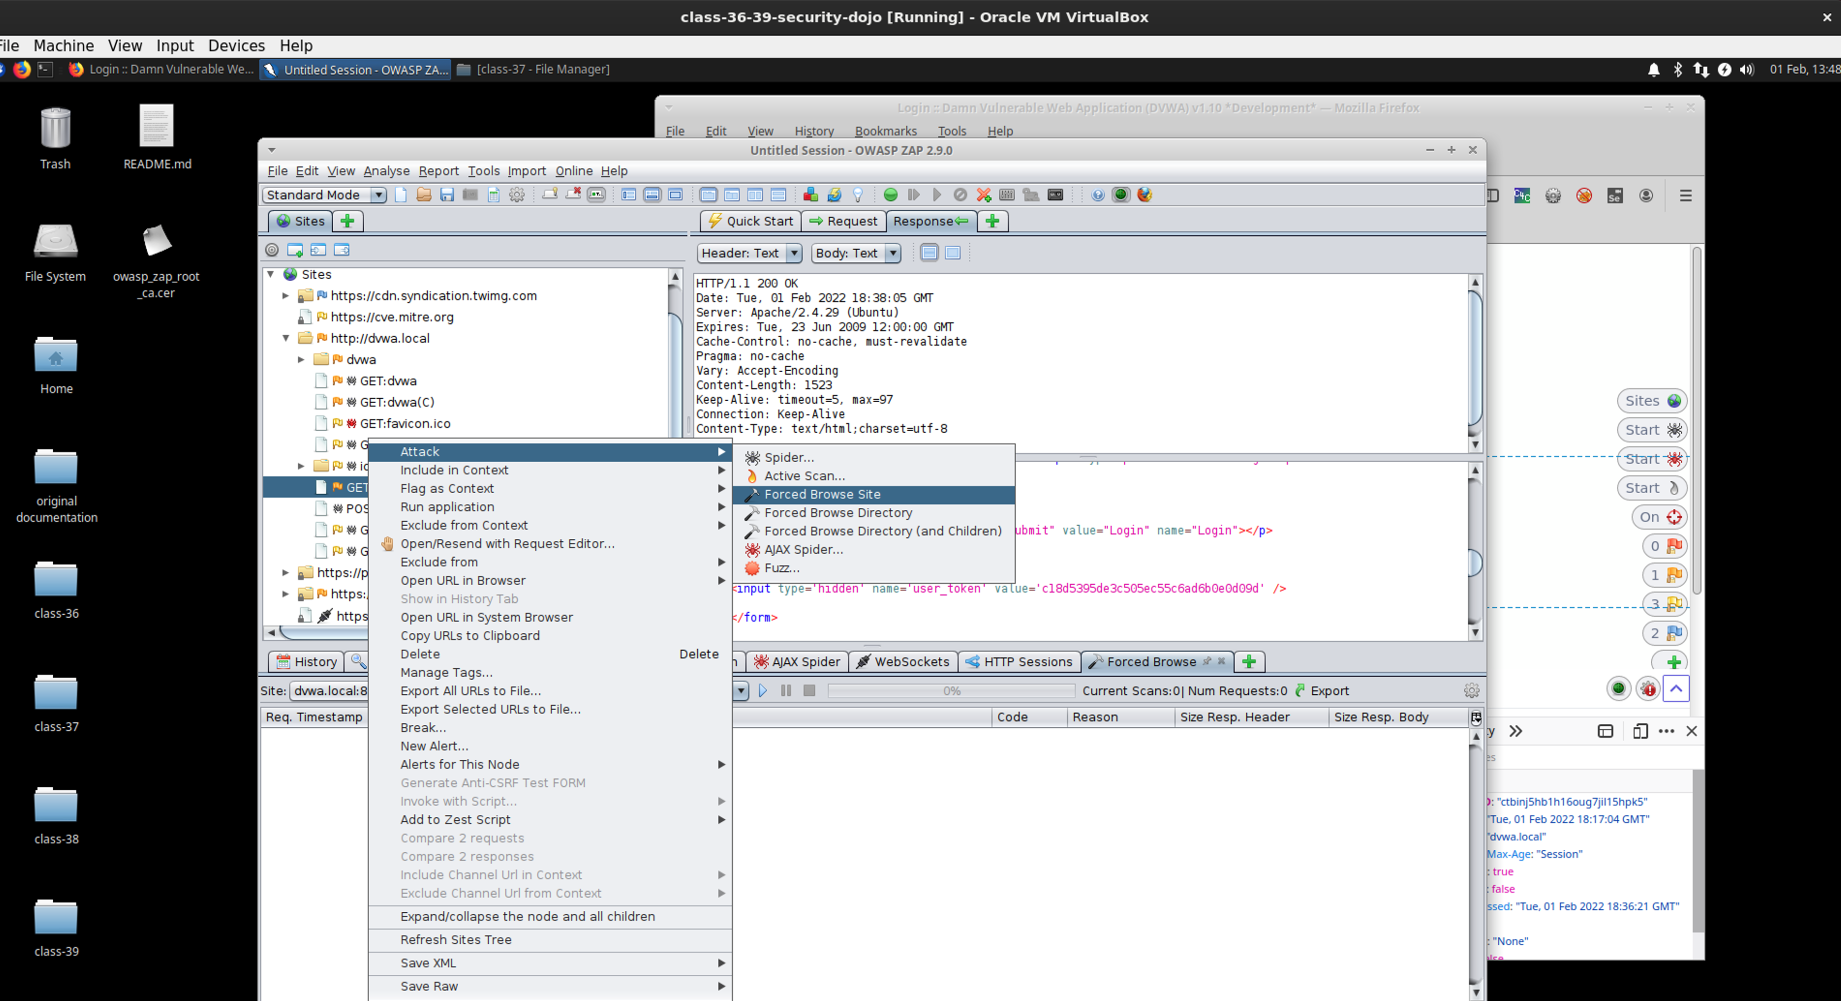 class-36-39-security-dojo [Running] - Oracle VM VirtualBox
File Machine View Input Devices Help
Login :: Damn Vulnerable We... Untitled Session - OWASP ZA... [class-37 - File Manager] 01 Feb, 13:48
Trash
README.md
File System
owasp_zap_root
_ca.cer
Home
original
documentation
class-36
class-37
class-38
class-39
Login :: Damn Vulnerable Web Application (DVWA) v1.10 *Development* — Mozilla Firefox
File Edit View History Bookmarks Tools Help
Untitled Session - OWASP ZAP 2.9.0
File Edit View Analyse Report Tools Import Online Help
Standard Mode
Sites
Quick Start Request Response
Header: Text Body: Text
Sites
https://cdn.syndication.twimg.com
https://cve.mitre.org
http://dvwa.local
dvwa
GET:dvwa
GET:dvwa(C)
GET:favicon.ico
G
ic
GET
POS
G
G
https://p
https:
https
HTTP/1.1 200 OK
Date: Tue, 01 Feb 2022 18:38:05 GMT
Server: Apache/2.4.29 (Ubuntu)
Expires: Tue, 23 Jun 2009 12:00:00 GMT
Cache-Control: no-cache, must-revalidate
Pragma: no-cache
Vary: Accept-Encoding
Content-Length: 1523
Keep-Alive: timeout=5, max=97
Connection: Keep-Alive
Content-Type: text/html;charset=utf-8
ubmit" value="Login" name="Login"></p>
<input type='hidden' name='user_token' value='c18d5395de3c505ec55c6ad6b0e0d09d' />
</form>
Attack
Include in Context
Flag as Context
Run application
Exclude from Context
Open/Resend with Request Editor...
Exclude from
Open URL in Browser
Show in History Tab
Open URL in System Browser
Copy URLs to Clipboard
Delete Delete
Manage Tags...
Export All URLs to File...
Export Selected URLs to File...
Break...
New Alert...
Alerts for This Node
Generate Anti-CSRF Test FORM
Invoke with Script...
Add to Zest Script
Compare 2 requests
Compare 2 responses
Include Channel Url in Context
Exclude Channel Url from Context
Expand/collapse the node and all children
Refresh Sites Tree
Save XML
Save Raw
Spider...
Active Scan...
Forced Browse Site
Forced Browse Directory
Forced Browse Directory (and Children)
AJAX Spider...
Fuzz...
History n AJAX Spider WebSockets HTTP Sessions Forced Browse
Site: dvwa.local:8 0% Current Scans:0 Num Requests:0 Export
Req. Timestamp Code Reason Size Resp. Header Size Resp. Body
Sites
Start
Start
Start
On
0
1
3
2
y
es
D: "ctbinj5hb1h16oug7jil15hpk5"
"Tue, 01 Feb 2022 18:17:04 GMT"
"dvwa.local"
Max-Age: "Session"
: true
: false
ssed: "Tue, 01 Feb 2022 18:36:21 GMT"
: "None"